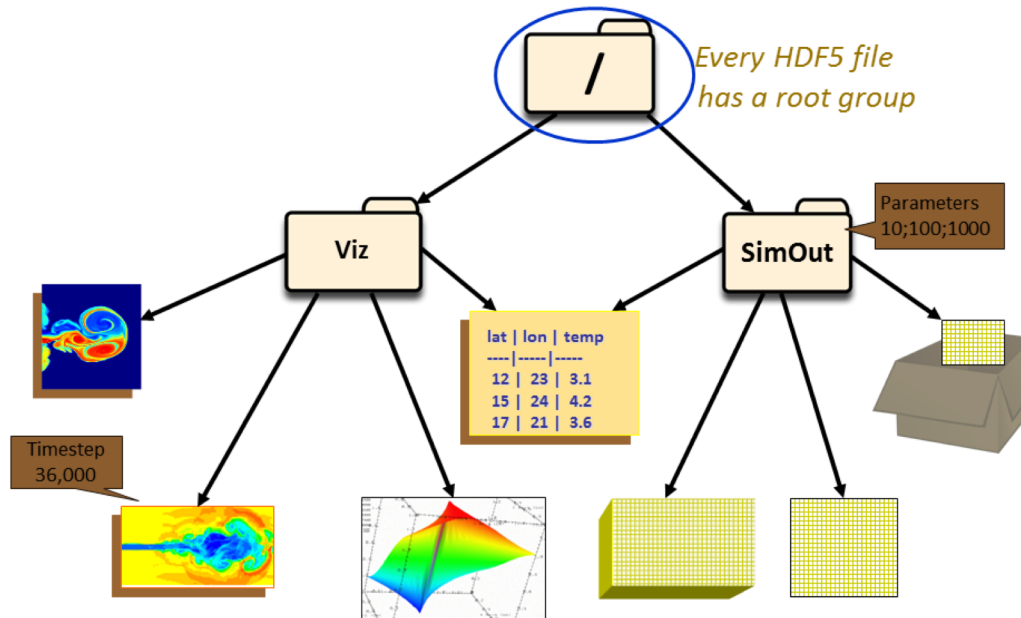 /
Every HDF5 file
has a root group
Viz
SimOut
Parameters
10;100;1000
lat | lon | temp
----|-----|-----
12 | 23 | 3.1
15 | 24 | 4.2
17 | 21 | 3.6
Timestep
36,000